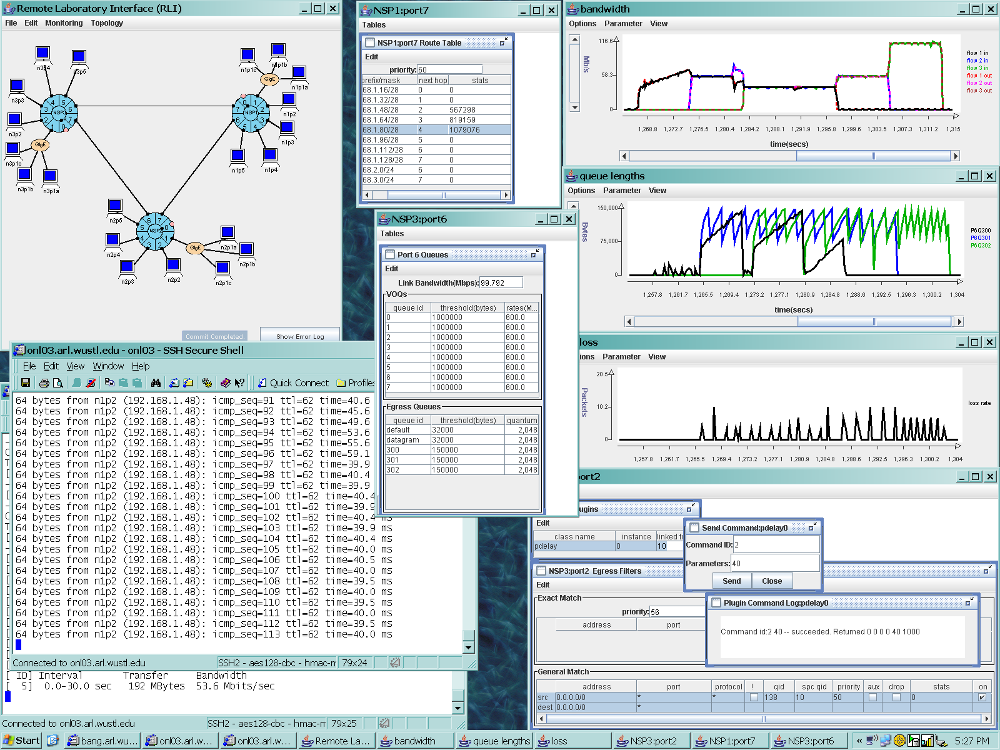 Remote Laboratory Interface (RLI)
File Edit Monitoring Topology
n3p4
n3p5
n3p3
n3p2
n3p1c
n3p1b
n3p1a
GigE
NSP3
n1p1c
n1p1b
n1p1a
GigE
NSP1
n1p2
n1p3
n1p4
n1p5
n2p5
n2p4
n2p3
n2p2
GigE
n2p1a
n2p1b
n2p1c
Commit Completed.
Show Error Log
NSP1:port7
Tables
NSP1:port7 Route Table
Edit
priority: 60
prefix/mask next hop stats
68.1.16/28 0 0
68.1.32/28 1 0
68.1.48/28 2 567298
68.1.64/28 3 819159
68.1.80/28 4 1079076
68.1.96/28 5 0
68.1.112/28 6 0
68.1.128/28 7 0
68.2.0/24 6 0
68.3.0/24 7 0
bandwidth
Options Parameter View
Mb/s
116.6
58.3
0
1,268.8 1,272.7 1,276.5 1,280.4 1,284.2 1,288.1 1,291.9 1,295.8 1,299.6 1,303.5 1,307.3 1,311.2 1,315
time(secs)
flow 1 in
flow 2 in
flow 3 in
flow 1 out
flow 2 out
flow 3 out
queue lengths
Options Parameter View
Bytes
150,000
75,000
0
1,257.8 1,261.7 1,265.5 1,269.4 1,273.2 1,277.1 1,280.9 1,284.8 1,288.6 1,292.5 1,296.3 1,300.2 1,304
time(secs)
P6Q300
P6Q301
P6Q302
loss
ions Parameter View
Packets
20.5
10.2
0
1,257.8 1,261.7 1,265.5 1,269.4 1,273.2 1,277.1 1,280.9 1,284.8 1,288.6 1,292.5 1,296.3 1,300.2 1,304
loss rate
NSP3:port6
Tables
Port 6 Queues
Edit
Link Bandwidth(Mbps): 99.792
VOQs
queue id threshold(bytes) rates(M...
0 1000000 600.0
1 1000000 600.0
2 1000000 600.0
3 1000000 600.0
4 1000000 600.0
5 1000000 600.0
6 1000000 600.0
7 1000000 600.0
Egress Queues
queue id threshold(bytes) quantum
default 32000 2,048
datagram 32000 2,048
300 150000 2,048
301 150000 2,048
302 150000 2,048
onl03.arl.wustl.edu - onl03 - SSH Secure Shell
File Edit View Window Help
Quick Connect Profiles
64 bytes from n1p2 (192.168.1.48): icmp_seq=91 ttl=62 time=40.6
64 bytes from n1p2 (192.168.1.48): icmp_seq=92 ttl=62 time=45.6
64 bytes from n1p2 (192.168.1.48): icmp_seq=93 ttl=62 time=49.6
64 bytes from n1p2 (192.168.1.48): icmp_seq=94 ttl=62 time=53.6
64 bytes from n1p2 (192.168.1.48): icmp_seq=95 ttl=62 time=55.6
64 bytes from n1p2 (192.168.1.48): icmp_seq=96 ttl=62 time=59.1
64 bytes from n1p2 (192.168.1.48): icmp_seq=97 ttl=62 time=39.9
64 bytes from n1p2 (192.168.1.48): icmp_seq=98 ttl=62 time=40.4
64 bytes from n1p2 (192.168.1.48): icmp_seq=99 ttl=62 time=39.9
64 bytes from n1p2 (192.168.1.48): icmp_seq=100 ttl=62 time=40.4
64 bytes from n1p2 (192.168.1.48): icmp_seq=101 ttl=62 time=39.9
64 bytes from n1p2 (192.168.1.48): icmp_seq=102 ttl=62 time=40.4 ms
64 bytes from n1p2 (192.168.1.48): icmp_seq=103 ttl=62 time=39.9 ms
64 bytes from n1p2 (192.168.1.48): icmp_seq=104 ttl=62 time=40.4 ms
64 bytes from n1p2 (192.168.1.48): icmp_seq=105 ttl=62 time=40.0 ms
64 bytes from n1p2 (192.168.1.48): icmp_seq=106 ttl=62 time=40.5 ms
64 bytes from n1p2 (192.168.1.48): icmp_seq=107 ttl=62 time=40.0 ms
64 bytes from n1p2 (192.168.1.48): icmp_seq=108 ttl=62 time=39.5 ms
64 bytes from n1p2 (192.168.1.48): icmp_seq=109 ttl=62 time=40.0 ms
64 bytes from n1p2 (192.168.1.48): icmp_seq=110 ttl=62 time=39.5 ms
64 bytes from n1p2 (192.168.1.48): icmp_seq=111 ttl=62 time=40.0 ms
64 bytes from n1p2 (192.168.1.48): icmp_seq=112 ttl=62 time=39.5 ms
64 bytes from n1p2 (192.168.1.48): icmp_seq=113 ttl=62 time=40.0 ms
Connected to onl03.arl.wustl.edu SSH2 - aes128-cbc - hmac-m 79x24
[ ID] Interval Transfer Bandwidth
[ 5] 0.0-30.0 sec 192 MBytes 53.6 Mbits/sec
Connected to onl03.arl.wustl.edu SSH2 - aes128-cbc - hmac-m 79x25
ort2
ugins
Edit
class name instance linked to
pdelay 0 10
Send Command:pdelay0
Command ID: 2
Parameters: 40
Send Close
NSP3:port2 Egress Filters
Edit
Exact Match
priority: 56
address port
Plugin Command Log:pdelay0
Command id:2 40 -- succeeded. Returned 0 0 0 0 40 1000
General Match
address port protocol ! qid spc qid priority aux drop stats on
src 0.0.0.0/0 * * 138 10 50 0
dest 0.0.0.0/0 *
Start bang.arl.wu... onl03.arl.w... onl03.arl.w... Remote La... bandwidth queue lengths loss NSP3:port2 NSP1:port7 NSP3:port6 « 5:27 PM